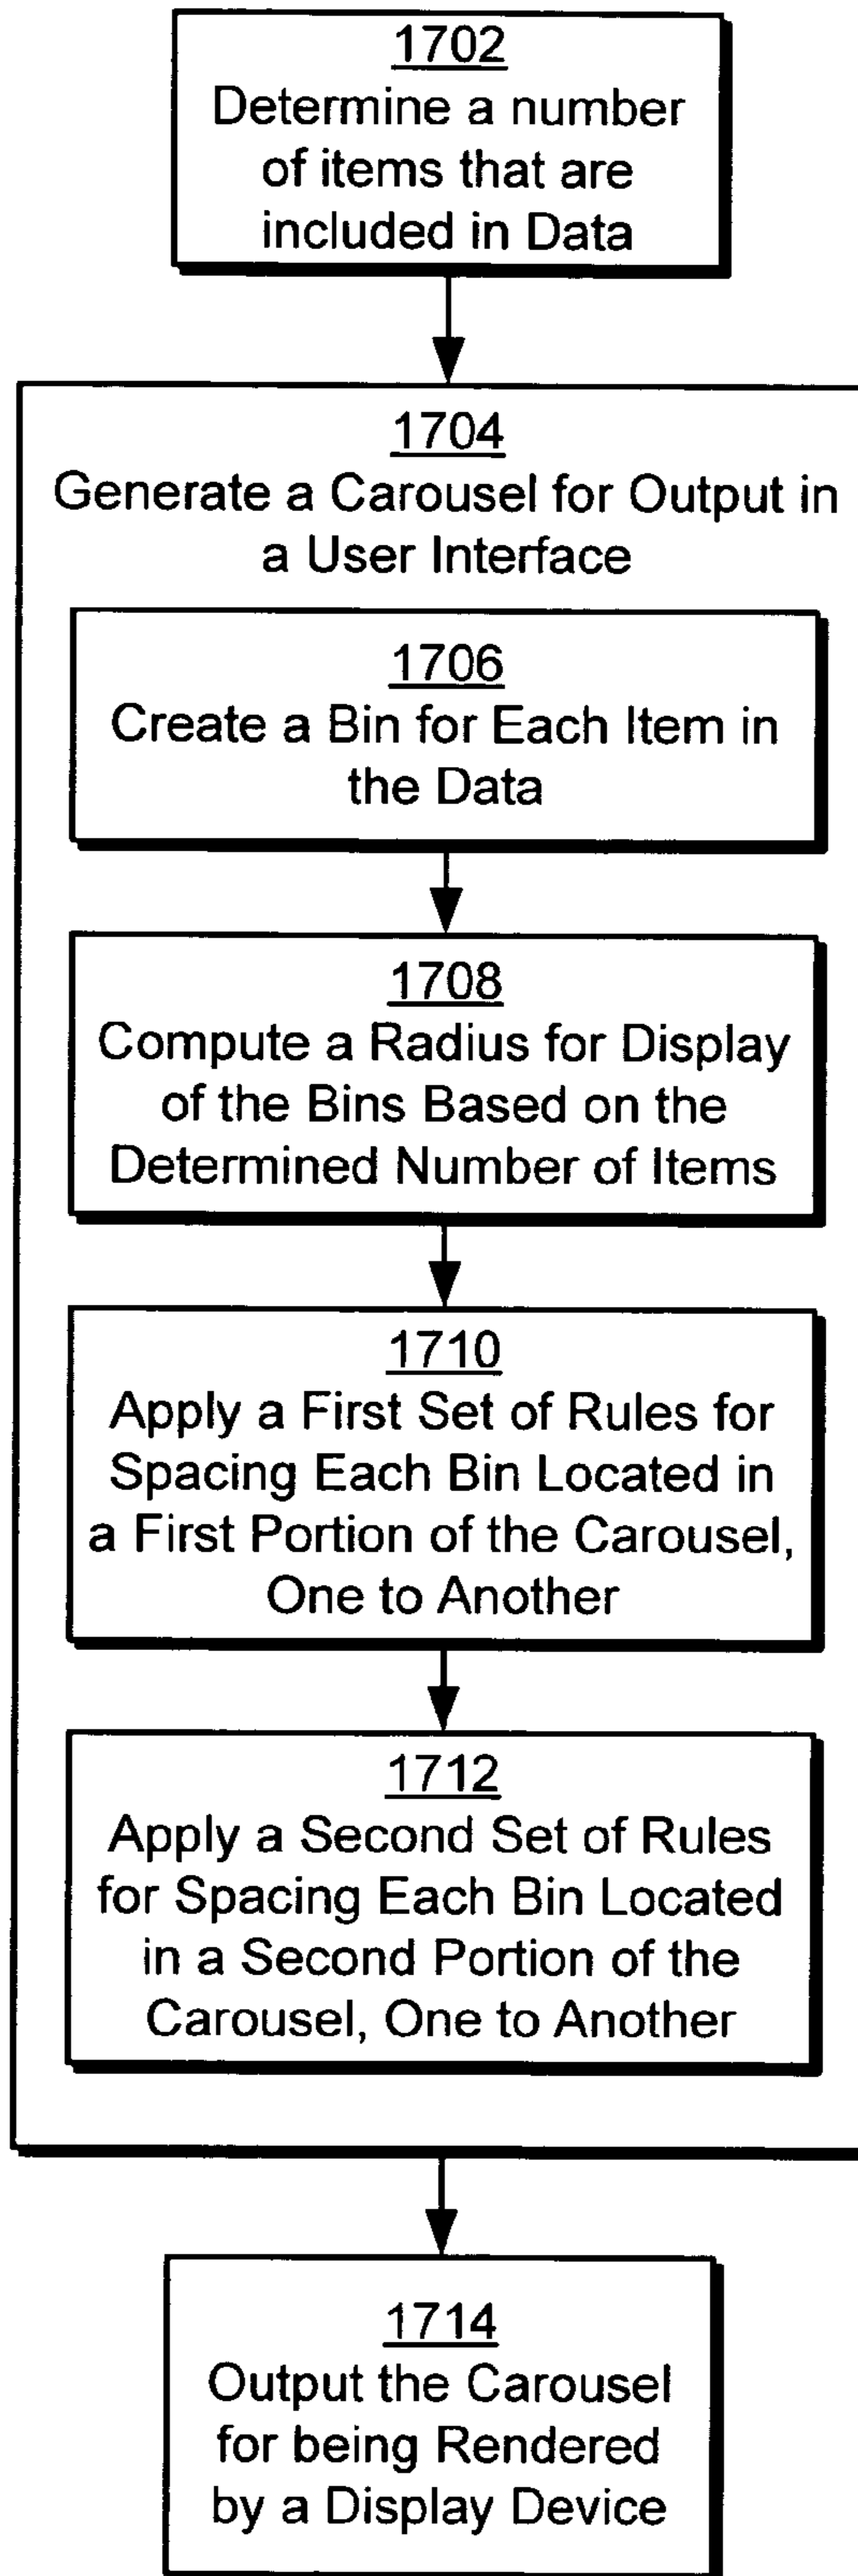 1702
Determine a number
of items that are
included in Data
1704
Generate a Carousel for Output in
a User Interface
1706
Create a Bin for Each Item in
the Data
1708
Compute a Radius for Display
of the Bins Based on the
Determined Number of Items
1710
Apply a First Set of Rules for
Spacing Each Bin Located in
a First Portion of the Carousel,
One to Another
1712
Apply a Second Set of Rules
for Spacing Each Bin Located
in a Second Portion of the
Carousel, One to Another
1714
Output the Carousel
for being Rendered
by a Display Device